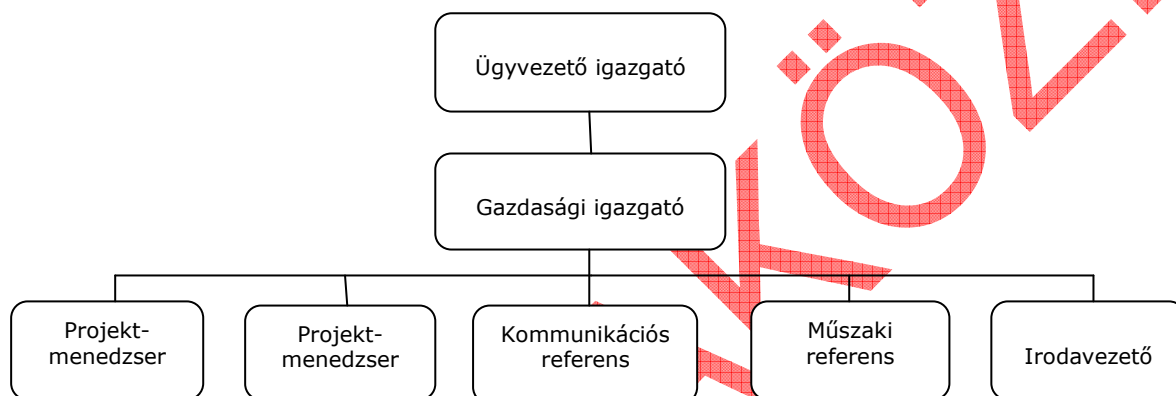 Ügyvezető igazgató
Gazdasági igazgató
Projekt-
menedzser
Projekt-
menedzser
Kommunikációs
referens
Műszaki
referens
Irodavezető